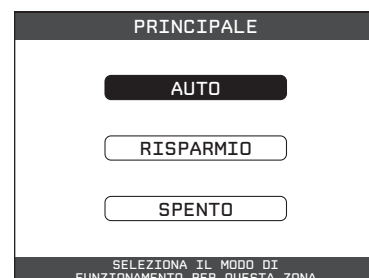 PRINCIPALE
AUTO
RISPARMIO
SPENTO
SELEZIONA IL MODO DI
FUNZIONAMENTO PER QUESTA ZONA